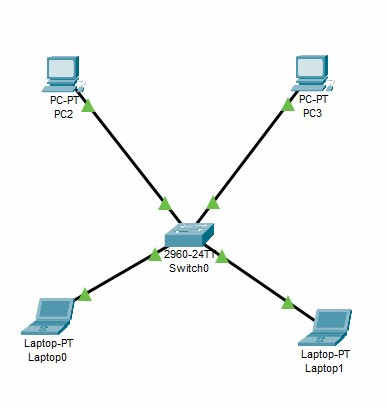 PC-PT
PC2
PC-PT
PC3
2960-24TT
Switch0
Laptop-PT
Laptop0
Laptop-PT
Laptop1